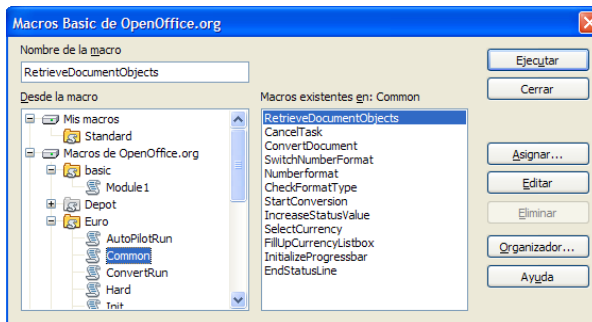 Macros Basic de OpenOffice.org
Nombre de la macro
RetrieveDocumentObjects
Desde la macro
Mis macros
Standard
Macros de OpenOffice.org
basic
Module1
Depot
Euro
AutoPilotRun
Common
ConvertRun
Hard
Init
Macros existentes en: Common
RetrieveDocumentObjects
CancelTask
ConvertDocument
SwitchNumberFormat
Numberformat
CheckFormatType
StartConversion
IncreaseStatusValue
SelectCurrency
FillUpCurrencyListbox
InitializeProgressbar
EndStatusLine
Ejecutar
Cerrar
Asignar...
Editar
Eliminar
Organizador...
Ayuda